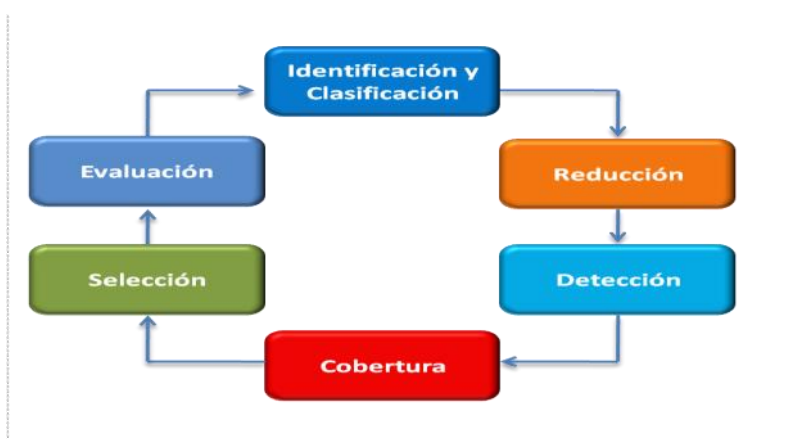 Identificación y
Clasificación
Evaluación
Reducción
Selección
Detección
Cobertura